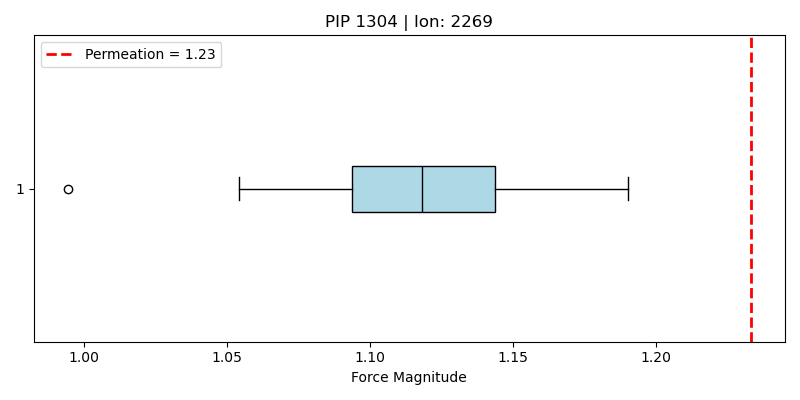 PIP 1304 | Ion: 2269
Permeation = 1.23
1
1.00 1.05 1.10 1.15 1.20
Force Magnitude